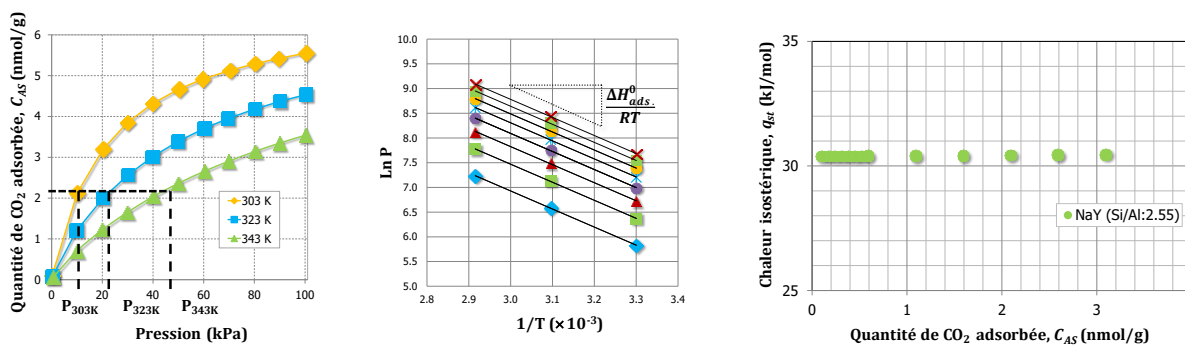 Quantité de CO₂ adsorbée, C_AS (nmol/g)
6
5
4
3
2
1
0
303 K
323 K
343 K
0 20 40 60 80 100
P303K P323K P343K
Pression (kPa)
Ln P
10.0
9.5
9.0
8.5
8.0
7.5
7.0
6.5
6.0
5.5
5.0
ΔH⁰ads.
RT
2.8 2.9 3.0 3.1 3.2 3.3 3.4
1/T (×10⁻³)
Chaleur isostérique, q_st (kJ/mol)
35
30
25
NaY (Si/Al:2.55)
0 1 2 3 4
Quantité de CO₂ adsorbée, C_AS (nmol/g)